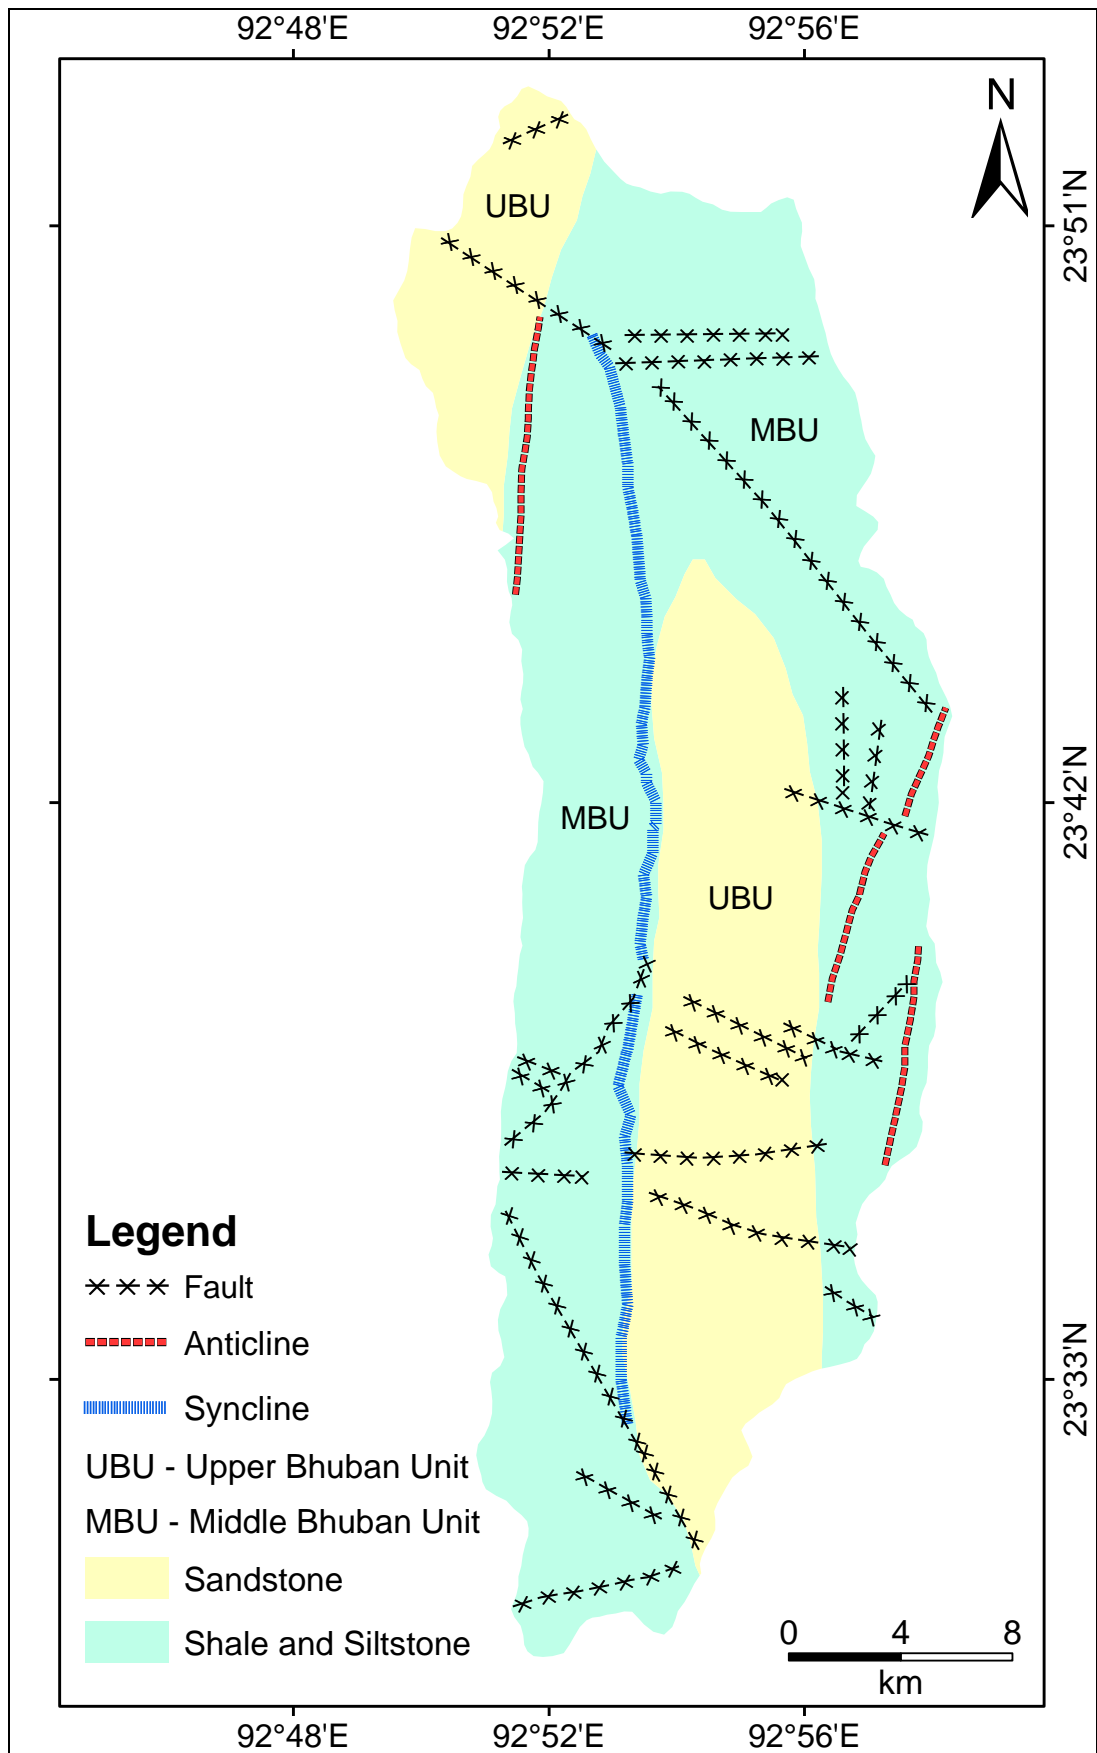 92°48'E 92°52'E 92°56'E
N
23°51'N
UBU
MBU
23°42'N
MBU
UBU
Legend
Fault
Anticline
23°33'N
Syncline
UBU - Upper Bhuban Unit
MBU - Middle Bhuban Unit
Sandstone
Shale and Siltstone
0 4 8
km
92°48'E 92°52'E 92°56'E